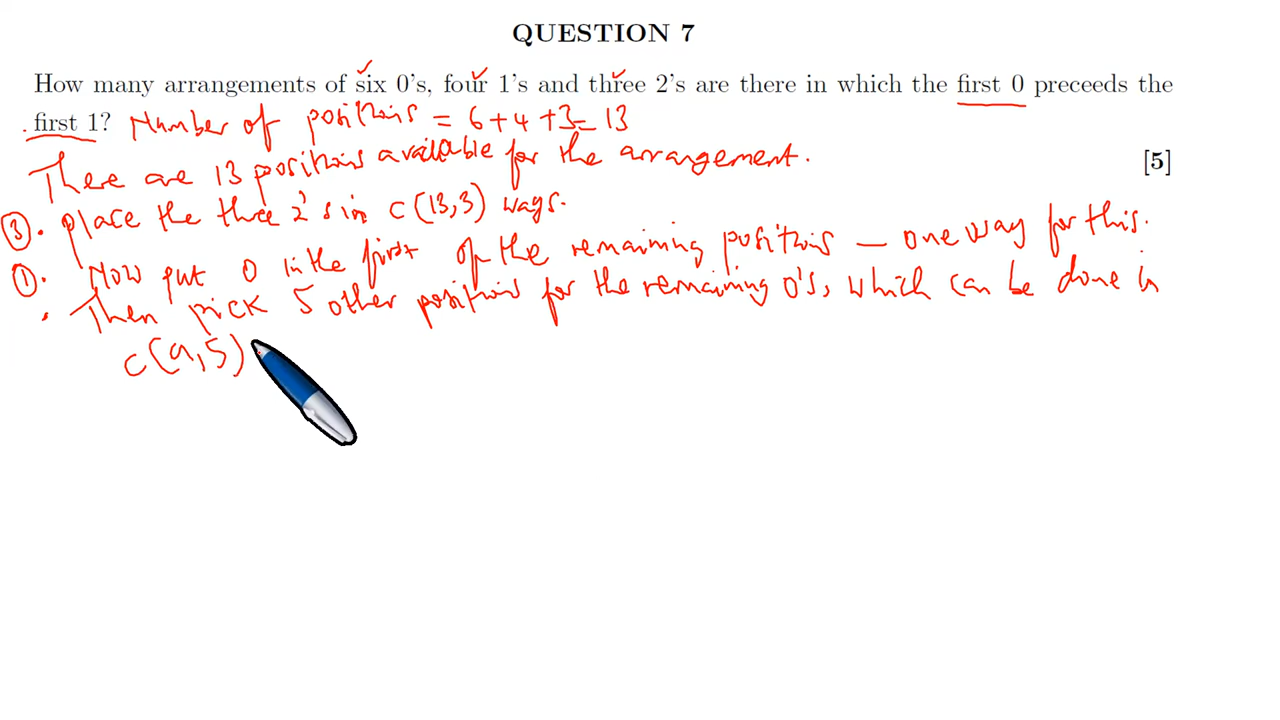 QUESTION 7
How many arrangements of six 0's, four 1's and three 2's are there in which the first 0 preceeds the
first 1? Number of positions = 6 + 4 + 3 = 13
There are 13 positions available for the arrangement.
[5]
③. place the three 2's in C(13,3) ways.
①. Now put 0 in the first of the remaining positions — one way for this.
. Then pick 5 other positions for the remaining 0's, which can be done in
C(9,5)